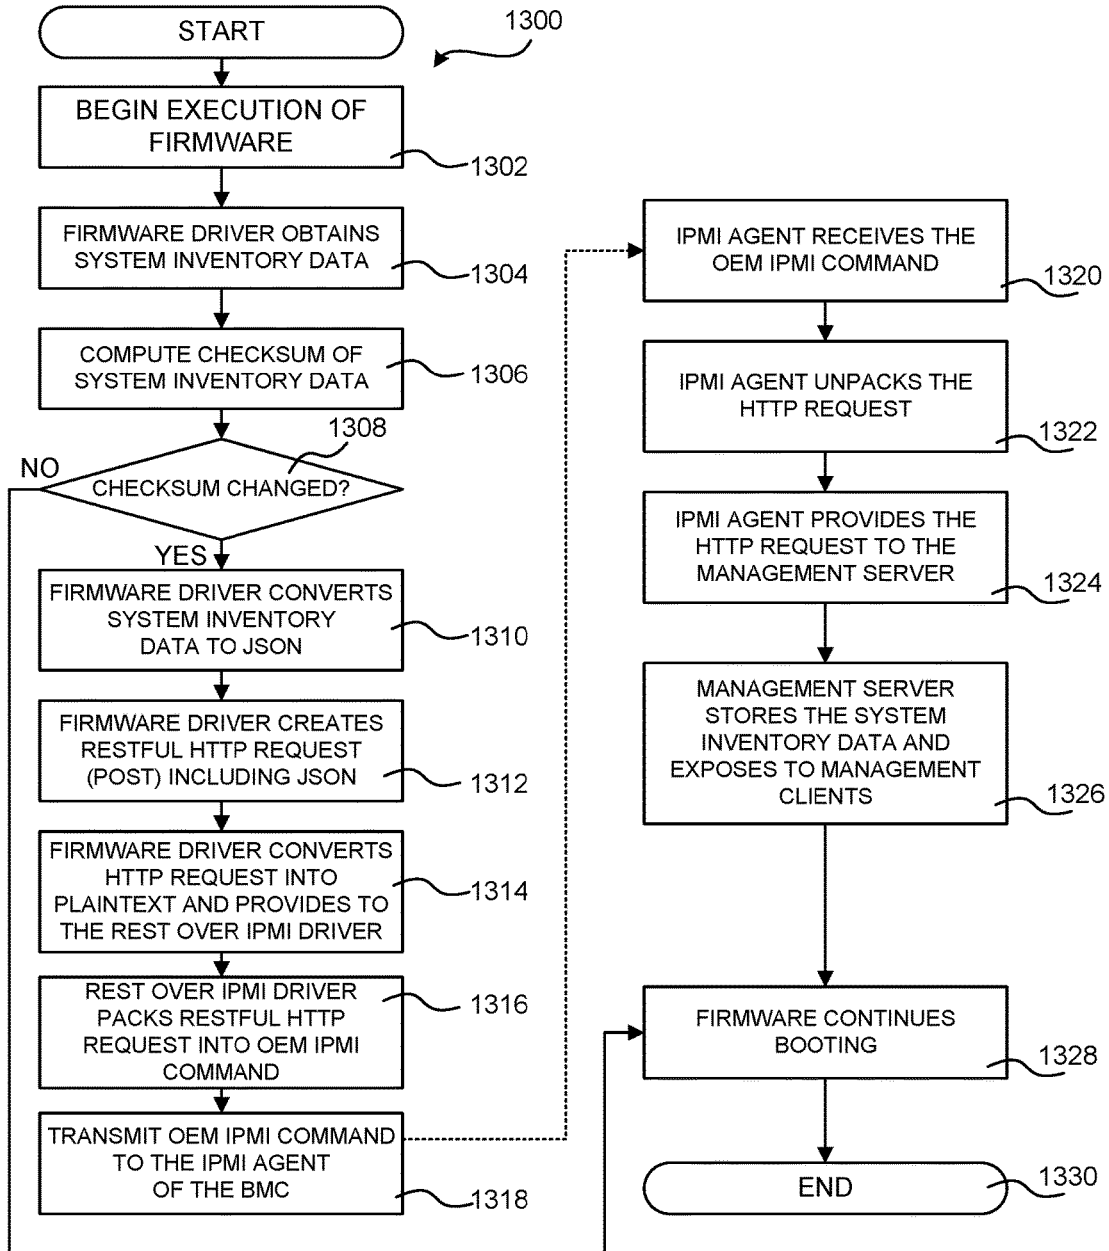 START
1300
BEGIN EXECUTION OF
FIRMWARE
1302
FIRMWARE DRIVER OBTAINS
SYSTEM INVENTORY DATA
1304
COMPUTE CHECKSUM OF
SYSTEM INVENTORY DATA
1306
1308
NO
CHECKSUM CHANGED?
YES
FIRMWARE DRIVER CONVERTS
SYSTEM INVENTORY
DATA TO JSON
1310
FIRMWARE DRIVER CREATES
RESTFUL HTTP REQUEST
(POST) INCLUDING JSON
1312
FIRMWARE DRIVER CONVERTS
HTTP REQUEST INTO
PLAINTEXT AND PROVIDES TO
THE REST OVER IPMI DRIVER
1314
REST OVER IPMI DRIVER
PACKS RESTFUL HTTP
REQUEST INTO OEM IPMI
COMMAND
1316
TRANSMIT OEM IPMI COMMAND
TO THE IPMI AGENT
OF THE BMC
1318
IPMI AGENT RECEIVES THE
OEM IPMI COMMAND
1320
IPMI AGENT UNPACKS THE
HTTP REQUEST
1322
IPMI AGENT PROVIDES THE
HTTP REQUEST TO THE
MANAGEMENT SERVER
1324
MANAGEMENT SERVER
STORES THE SYSTEM
INVENTORY DATA AND
EXPOSES TO MANAGEMENT
CLIENTS
1326
FIRMWARE CONTINUES
BOOTING
1328
END
1330